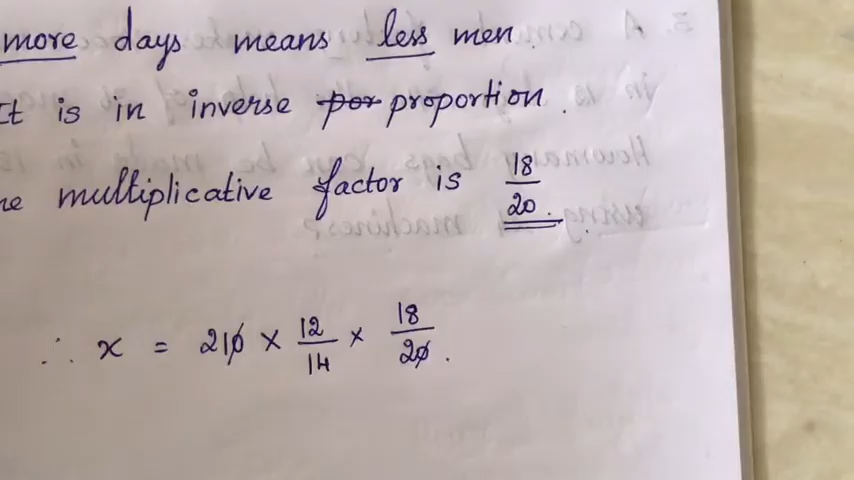 more days means less men.
It is in inverse por proportion.
multiplicative factor is 18/20.
∴ x = 210 × 12/14 × 18/20.